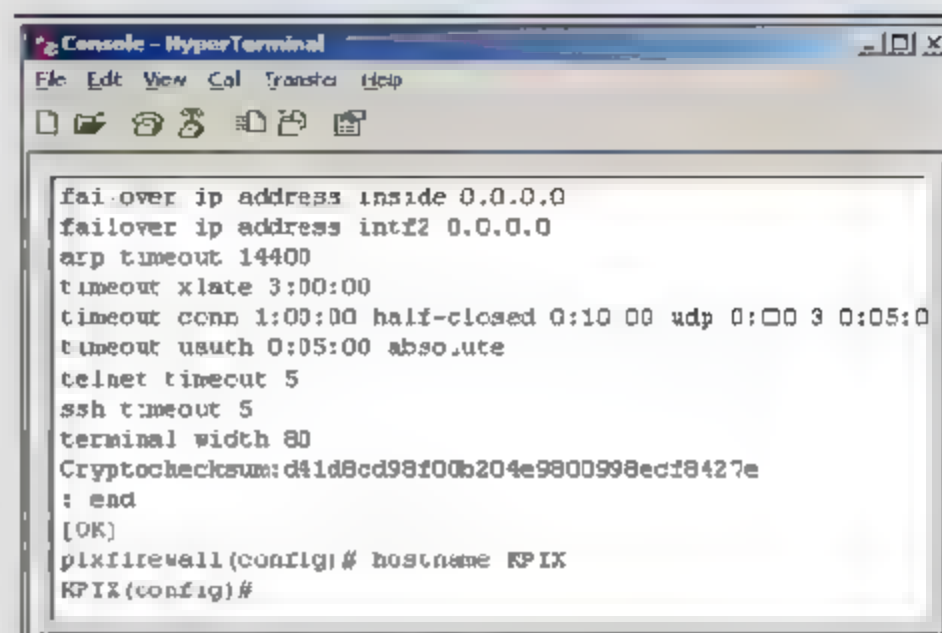 Console - HyperTerminal
File Edit View Call Transfer Help
failover ip address inside 0.0.0.0
failover ip address intf2 0.0.0.0
arp timeout 14400
timeout xlate 3:00:00
timeout conn 1:00:00 half-closed 0:10:00 udp
timeout uauth 0:05:00 absolute
telnet timeout 5
ssh timeout 5
terminal width 80
Cryptochecksum:d41d8cd98f00b204e9800998ecf8427e
: end
[OK]
pixfirewall(config)# hostname KPIX
KPIX(config)#